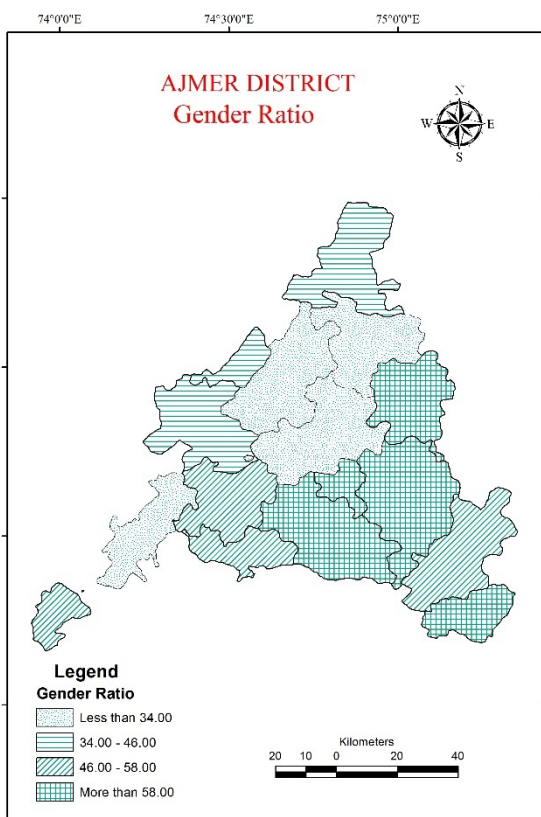 74°0'0"E 74°30'0"E 75°0'0"E
AJMER DISTRICT
Gender Ratio
N
W E
S
Legend
Gender Ratio
Less than 34.00
34.00 - 46.00
46.00 - 58.00
More than 58.00
Kilometers
20 10 0 20 40